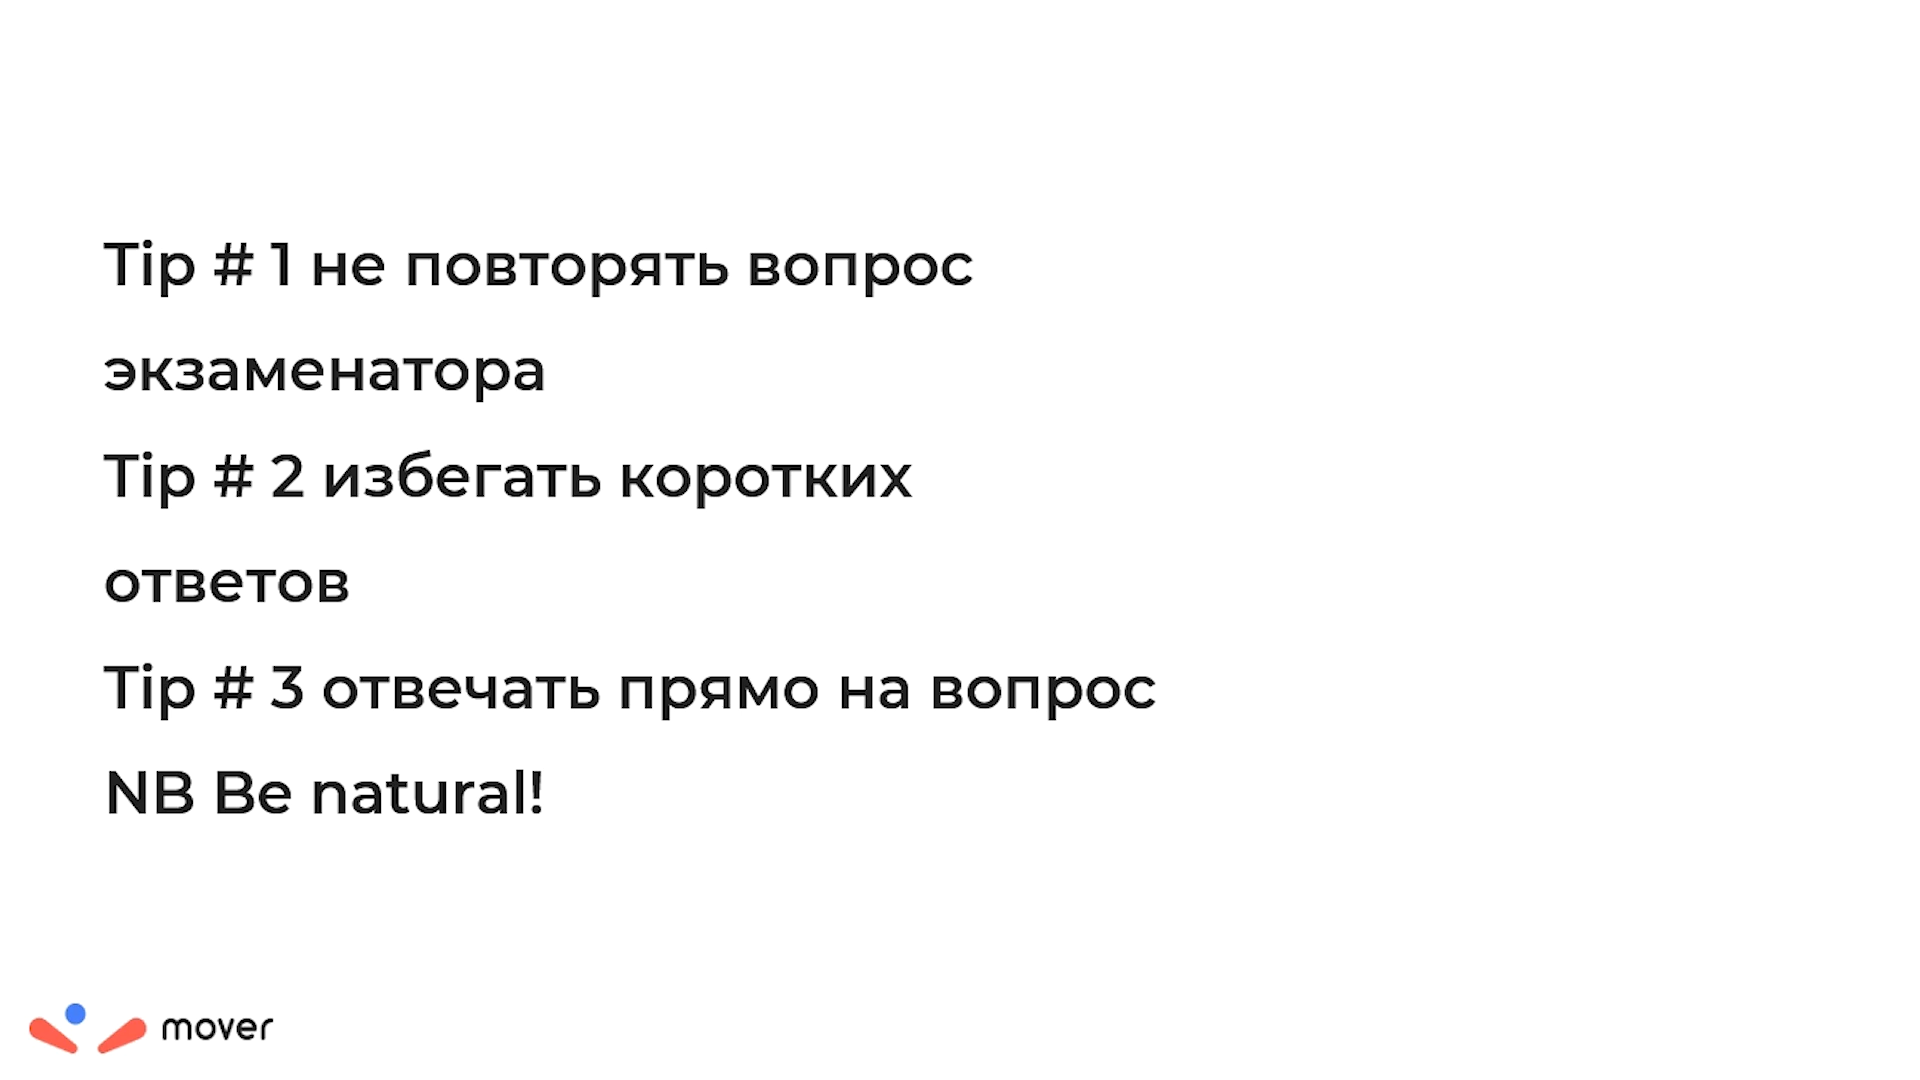 Tip # 1 не повторять вопрос
экзаменатора
Tip # 2 избегать коротких
ответов
Tip # 3 отвечать прямо на вопрос
NB Be natural!
mover